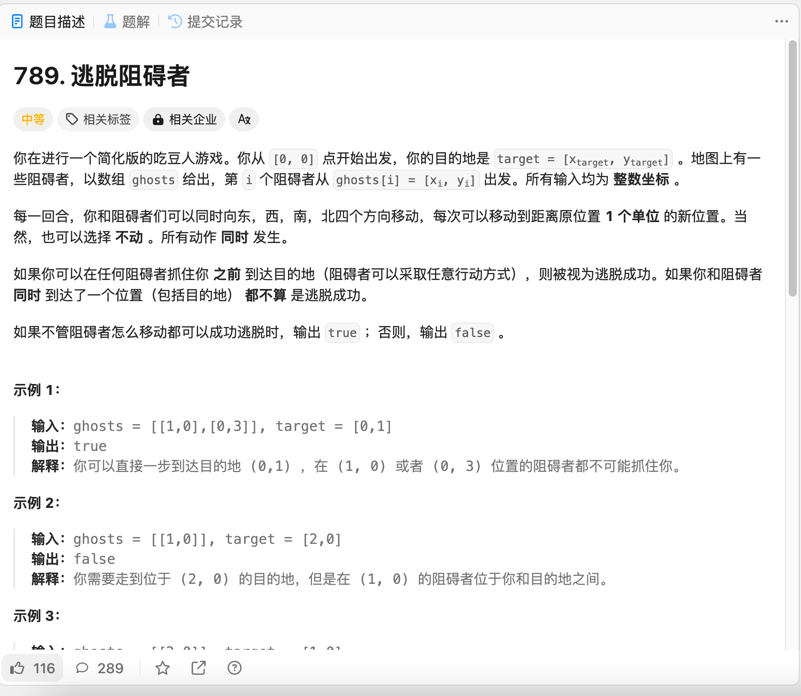 题目描述 题解 提交记录
789. 逃脱阻碍者
中等 相关标签 相关企业 Ax
你在进行一个简化版的吃豆人游戏。你从 [0, 0] 点开始出发，你的目的地是 target = [xtarget, ytarget] 。地图上有一
些阻碍者，以数组 ghosts 给出，第 i 个阻碍者从 ghosts[i] = [xi, yi] 出发。所有输入均为 整数坐标 。
每一回合，你和阻碍者们可以同时向东，西，南，北四个方向移动，每次可以移动到距离原位置 1 个单位 的新位置。当
然，也可以选择 不动 。所有动作 同时 发生。
如果你可以在任何阻碍者抓住你 之前 到达目的地（阻碍者可以采取任意行动方式），则被视为逃脱成功。如果你和阻碍者
同时 到达了一个位置（包括目的地） 都不算 是逃脱成功。
如果不管阻碍者怎么移动都可以成功逃脱时，输出 true ；否则，输出 false 。
示例 1：
输入：ghosts = [[1,0],[0,3]], target = [0,1]
输出：true
解释：你可以直接一步到达目的地 (0,1) ，在 (1, 0) 或者 (0, 3) 位置的阻碍者都不可能抓住你。
示例 2：
输入：ghosts = [[1,0]], target = [2,0]
输出：false
解释：你需要走到位于 (2, 0) 的目的地，但是在 (1, 0) 的阻碍者位于你和目的地之间。
示例 3：
116 289